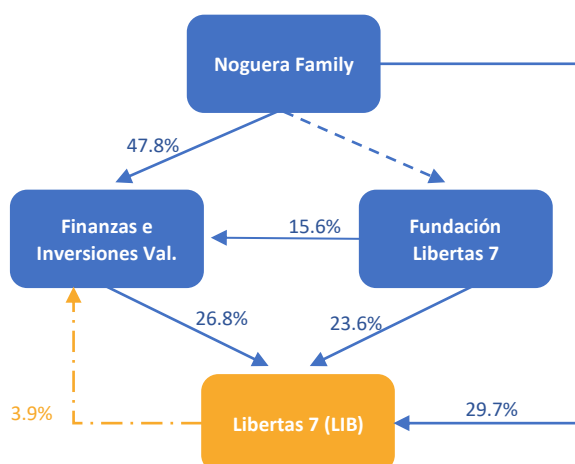 Noguera Family
47.8%
Finanzas e
Inversiones Val.
15.6%
Fundación
Libertas 7
26.8%
23.6%
3.9%
Libertas 7 (LIB)
29.7%